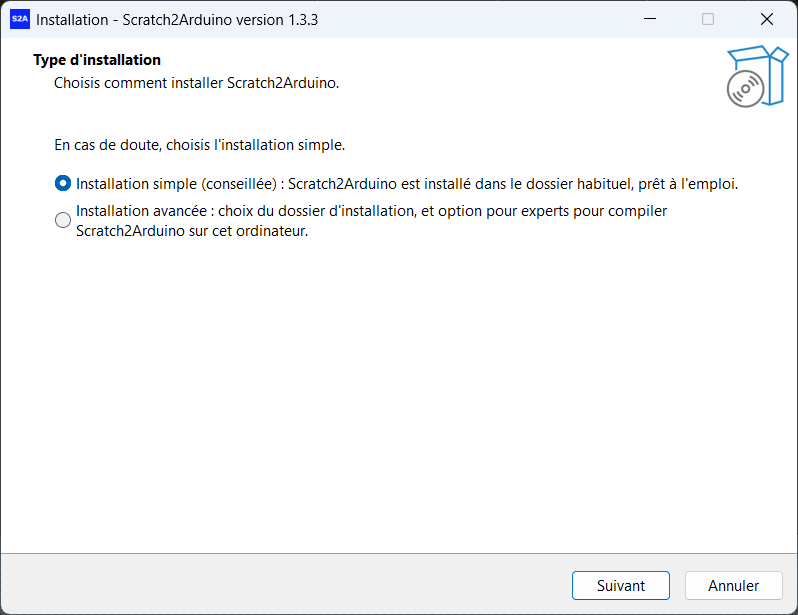 S2A Installation - Scratch2Arduino version 1.3.3
Type d'installation
Choisis comment installer Scratch2Arduino.
En cas de doute, choisis l'installation simple.
Installation simple (conseillée) : Scratch2Arduino est installé dans le dossier habituel, prêt à l'emploi.
Installation avancée : choix du dossier d'installation, et option pour experts pour compiler
Scratch2Arduino sur cet ordinateur.
Suivant Annuler